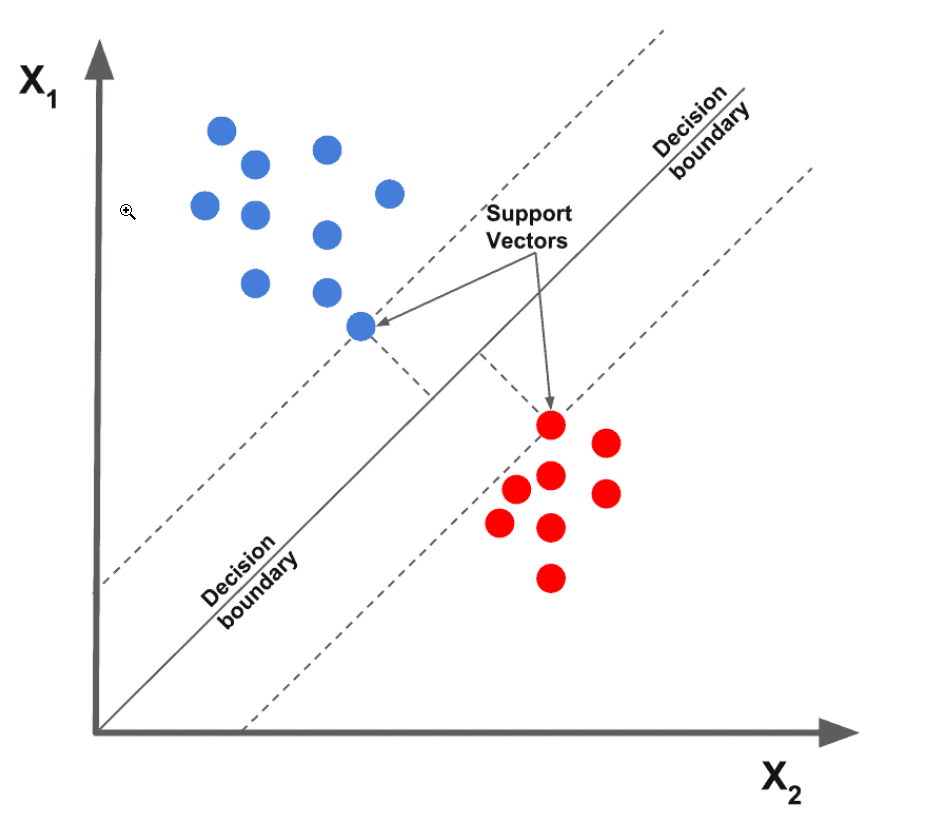 X₁
Decision
boundary
Support
Vectors
Decision
boundary
X₂